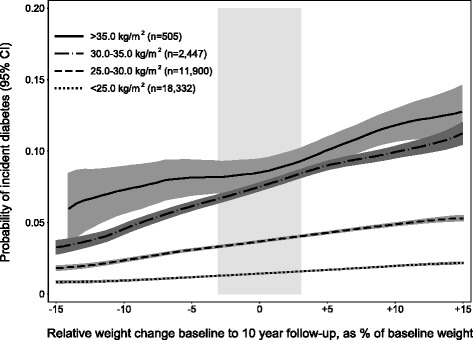 0.20
>35.0 kg/m² (n=505)
30.0-35.0 kg/m² (n=2,447)
25.0-30.0 kg/m² (n=11,900)
<25.0 kg/m² (n=18,332)
0.15
0.10
0.05
0
Probability of incident diabetes (95% CI)
-15 -10 -5 0 +5 +10 +15
Relative weight change baseline to 10 year follow-up, as % of baseline weight